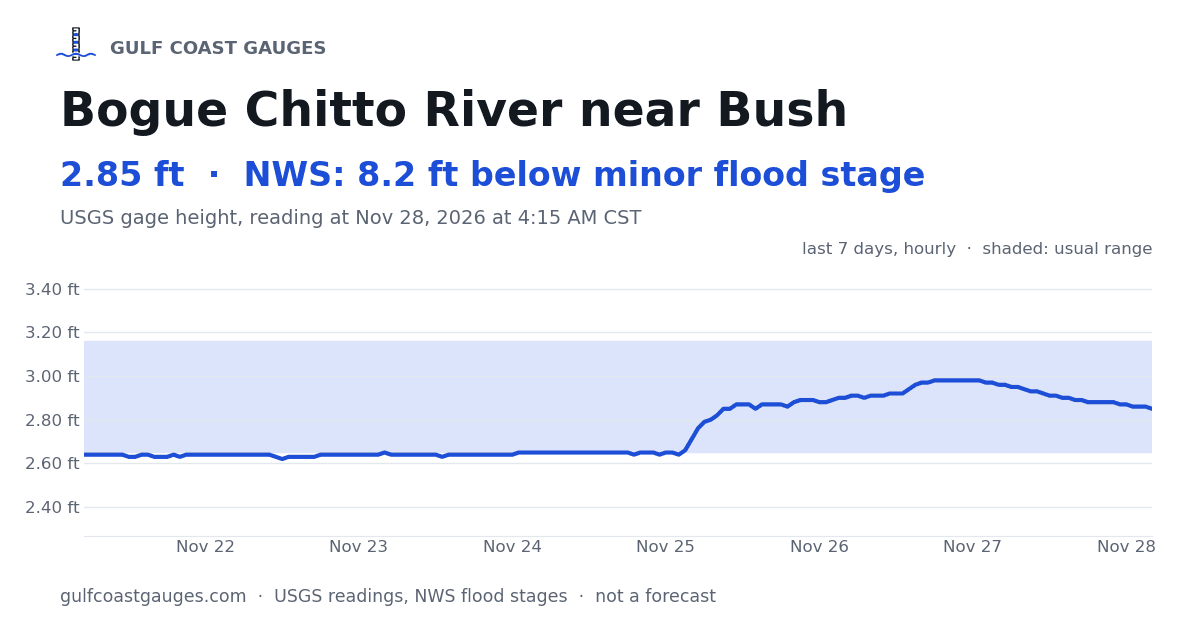 GULF COAST GAUGES
Bogue Chitto River near Bush
2.85 ft · NWS: 8.2 ft below minor flood stage
USGS gage height, reading at Nov 28, 2026 at 4:15 AM CST
last 7 days, hourly · shaded: usual range
3.40 ft
3.20 ft
3.00 ft
2.80 ft
2.60 ft
2.40 ft
Nov 22 Nov 23 Nov 24 Nov 25 Nov 26 Nov 27 Nov 28
gulfcoastgauges.com · USGS readings, NWS flood stages · not a forecast